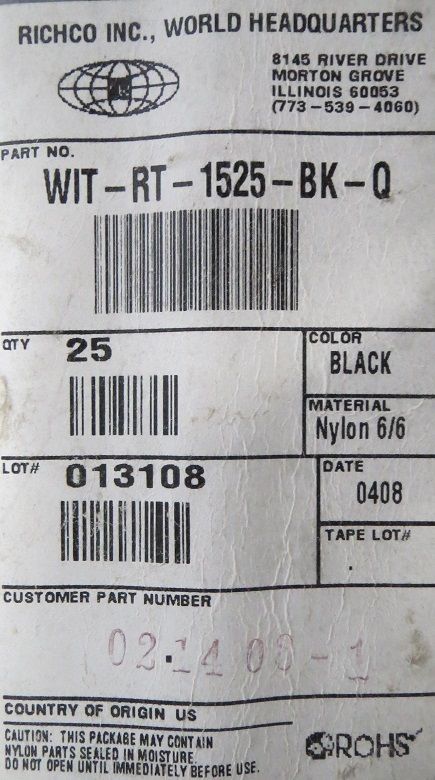 RICHCO INC., WORLD HEADQUARTERS
8145 RIVER DRIVE
MORTON GROVE
ILLINOIS 60053
(773-539-4060)
PART NO.
WIT-RT-1525-BK-Q
QTY 25
COLOR
BLACK
MATERIAL
Nylon 6/6
LOT# 013108
DATE
0408
TAPE LOT#
CUSTOMER PART NUMBER
02.1408-1
COUNTRY OF ORIGIN US
CAUTION: THIS PACKAGE MAY CONTAIN
NYLON PARTS SEALED IN MOISTURE.
DO NOT OPEN UNTIL IMMEDIATELY BEFORE USE.
ROHS